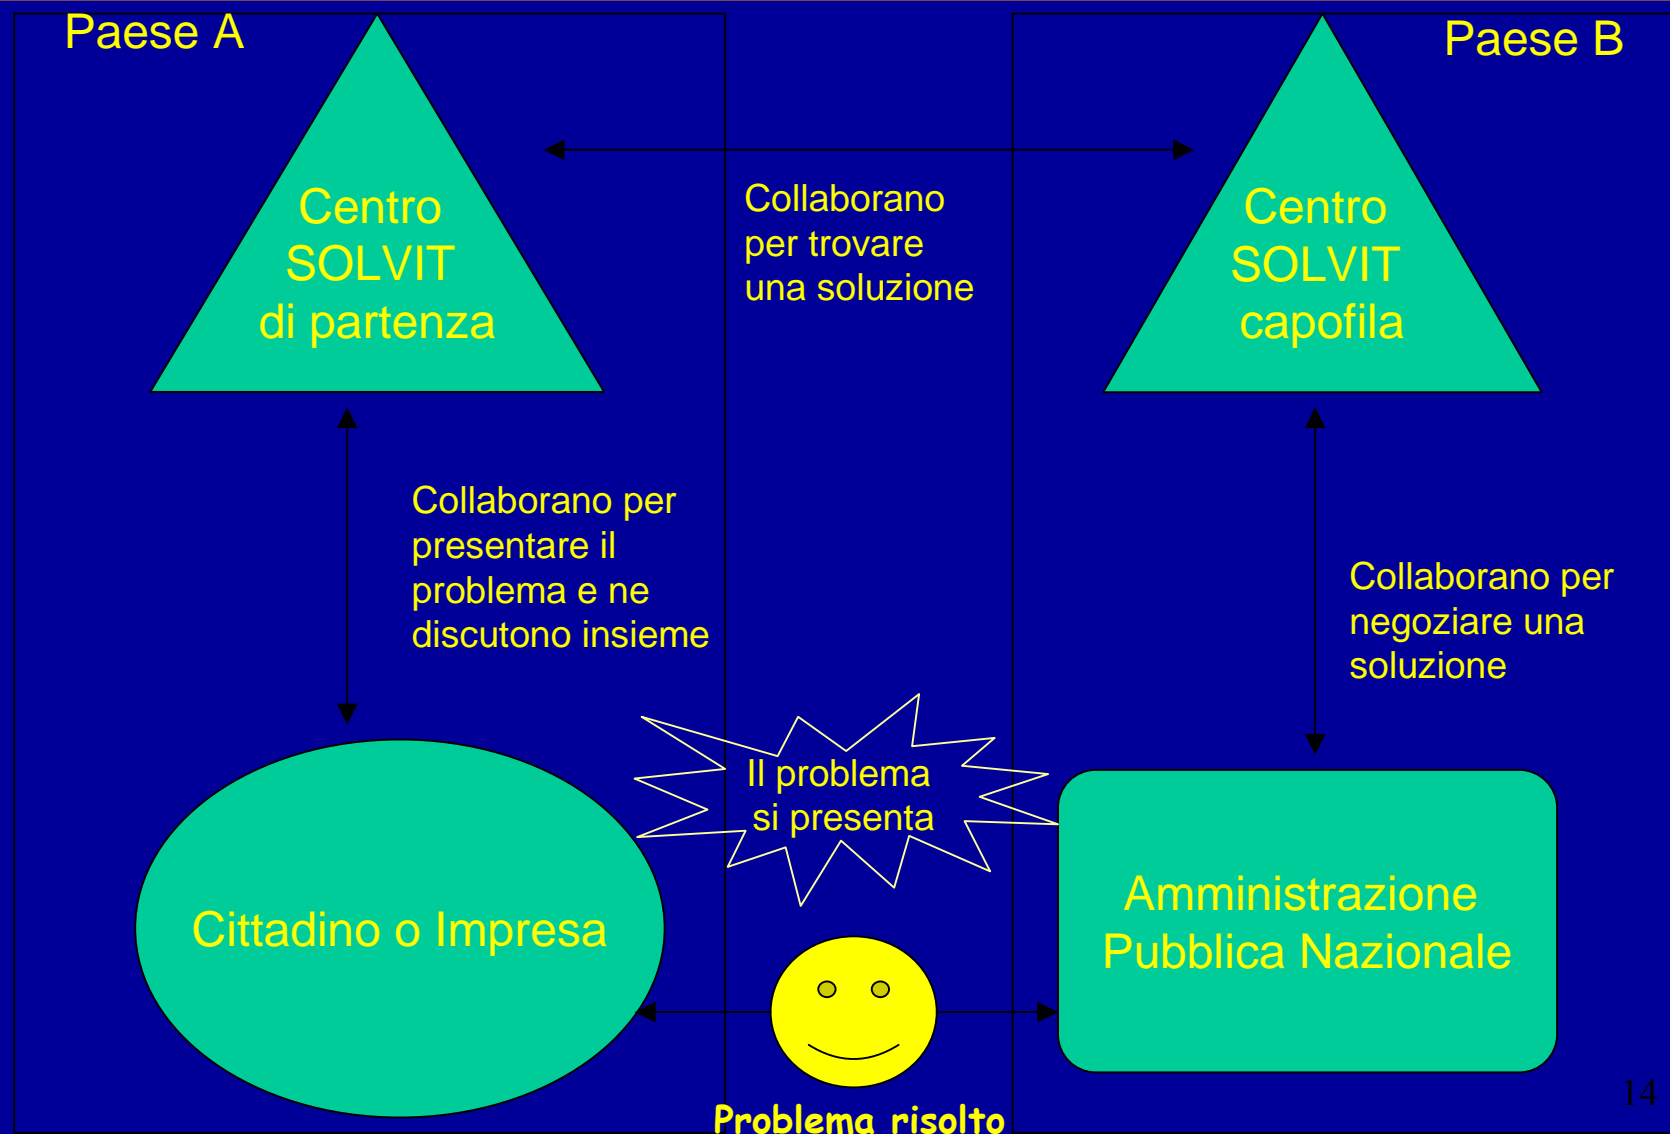 Paese A
Paese B
Centro
SOLVIT
di partenza
Collaborano
per trovare
una soluzione
Centro
SOLVIT
capofila
Collaborano per
presentare il
problema e ne
discutono insieme
Collaborano per
negoziare una
soluzione
Il problema
si presenta
Cittadino o Impresa
Amministrazione
Pubblica Nazionale
Problema risolto
14